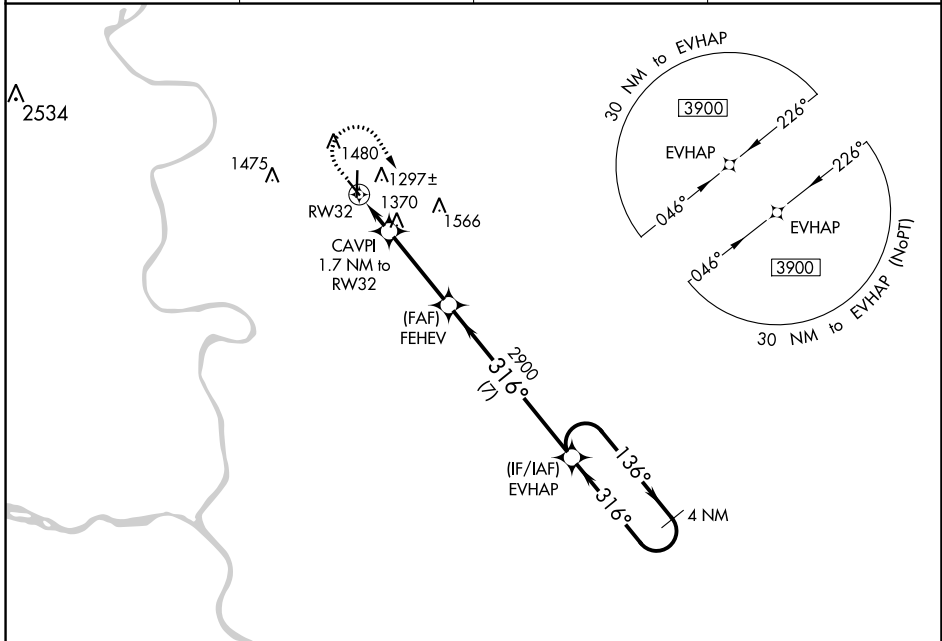 2534
1475
1480
1297±
1370
1566
RW32
CAVPI
1.7 NM to
RW32
(FAF)
FEHEV
2900
316°
(7)
(IF/IAF)
EVHAP
136°
316°
4 NM
30 NM to EVHAP
3900
226°
EVHAP
046°
226°
EVHAP
046°
3900
30 NM to EVHAP (NoPT)